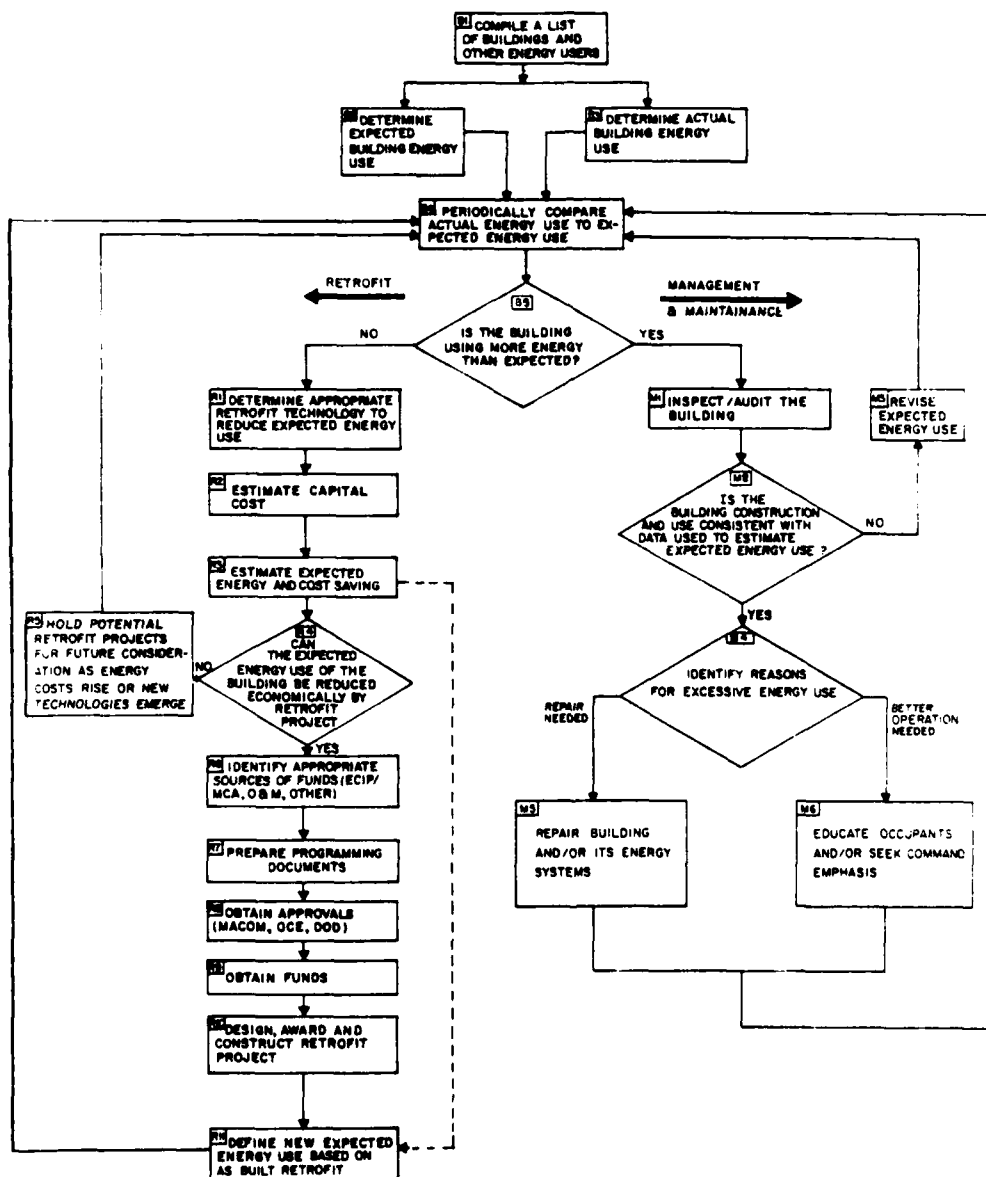 COMPILE A LIST
OF BUILDINGS AND
OTHER ENERGY USERS
DETERMINE
EXPECTED
BUILDING ENERGY
USE
DETERMINE ACTUAL
BUILDING ENERGY
USE
PERIODICALLY COMPARE
ACTUAL ENERGY USE TO EX-
PECTED ENERGY USE
RETROFIT
MANAGEMENT
& MAINTAINANCE
B5
IS THE BUILDING
USING MORE ENERGY
THAN EXPECTED?
NO
YES
R1 DETERMINE APPROPRIATE
RETROFIT TECHNOLOGY TO
REDUCE EXPECTED ENERGY
USE
M1 INSPECT/AUDIT THE
BUILDING
REVISE
EXPECTED
ENERGY USE
R2
ESTIMATE CAPITAL
COST
IS THE
BUILDING CONSTRUCTION
AND USE CONSISTENT WITH
DATA USED TO ESTIMATE
EXPECTED ENERGY USE ?
NO
YES
R3 ESTIMATE EXPECTED
ENERGY AND COST SAVING
R5 HOLD POTENTIAL
RETROFIT PROJECTS
FOR FUTURE CONSIDER-
ATION AS ENERGY
COSTS RISE OR NEW
TECHNOLOGIES EMERGE
NO
CAN
THE EXPECTED
ENERGY USE OF THE
BUILDING BE REDUCED
ECONOMICALLY BY
RETROFIT
PROJECT
YES
IDENTIFY REASONS
FOR EXCESSIVE ENERGY USE
REPAIR
NEEDED
BETTER
OPERATION
NEEDED
IDENTIFY APPROPRIATE
SOURCES OF FUNDS (ECIP/
MCA, O&M, OTHER)
M5
REPAIR BUILDING
AND/OR ITS ENERGY
SYSTEMS
M6
EDUCATE OCCUPANTS
AND/OR SEEK COMMAND
EMPHASIS
R7
PREPARE PROGRAMMING
DOCUMENTS
OBTAIN APPROVALS
(MACOM, OCE, DOD)
OBTAIN FUNDS
DESIGN, AWARD AND
CONSTRUCT RETROFIT
PROJECT
DEFINE NEW EXPECTED
ENERGY USE BASED ON
AS BUILT RETROFIT